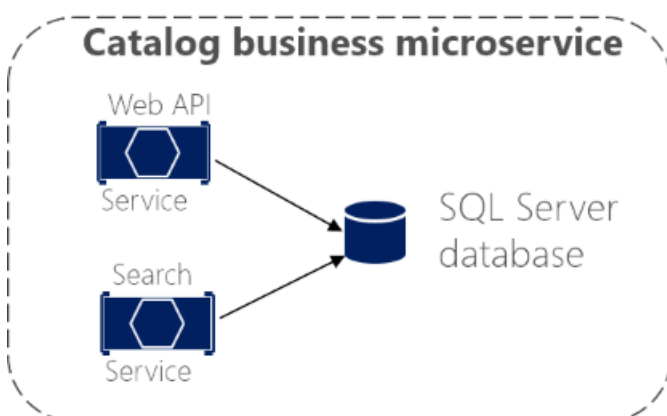 Catalog business microservice
Web API
Service
SQL Server
database
Search
Service